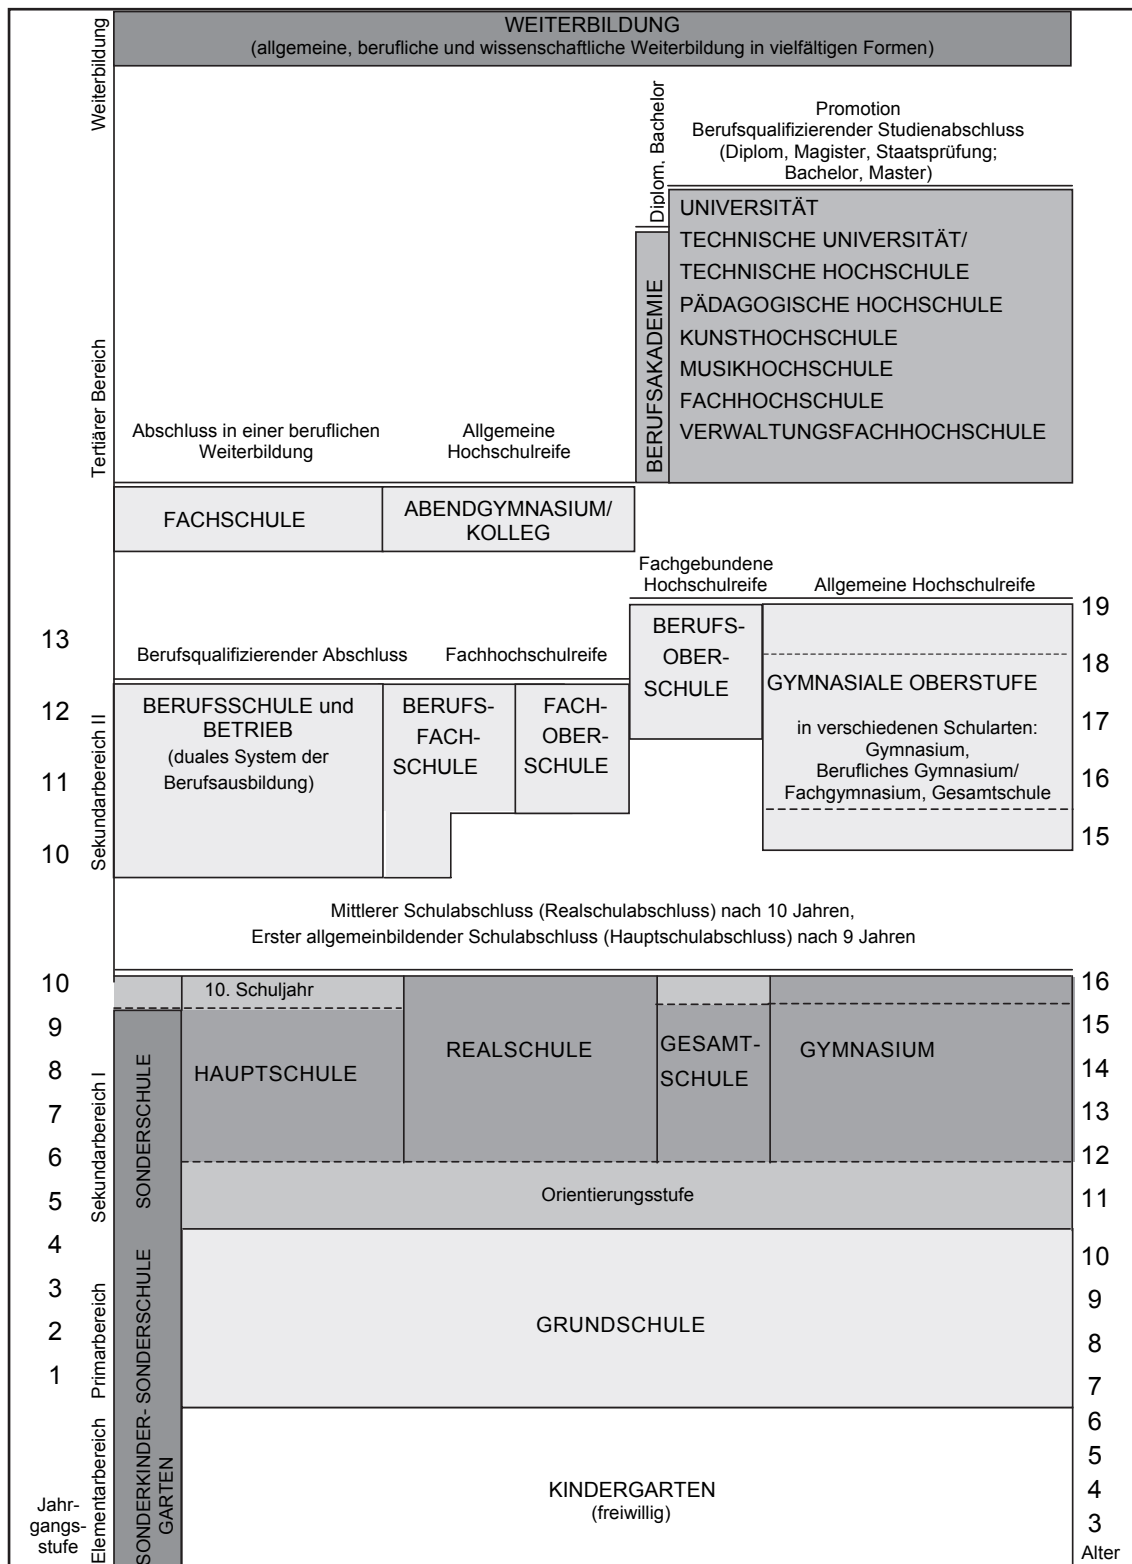 WEITERBILDUNG
(allgemeine, berufliche und wissenschaftliche Weiterbildung in vielfältigen Formen)
Weiterbildung
Diplom, Bachelor
Promotion
Berufsqualifizierender Studienabschluss
(Diplom, Magister, Staatsprüfung;
Bachelor, Master)
Tertiärer Bereich
BERUFSAKADEMIE
UNIVERSITÄT
TECHNISCHE UNIVERSITÄT/
TECHNISCHE HOCHSCHULE
PÄDAGOGISCHE HOCHSCHULE
KUNSTHOCHSCHULE
MUSIKHOCHSCHULE
FACHHOCHSCHULE
VERWALTUNGSFACHHOCHSCHULE
Abschluss in einer beruflichen
Weiterbildung
Allgemeine
Hochschulreife
FACHSCHULE
ABENDGYMNASIUM/
KOLLEG
Fachgebundene
Hochschulreife
Allgemeine Hochschulreife
Berufsqualifizierender Abschluss
Fachhochschulreife
13
12
11
10
Sekundarbereich II
BERUFSSCHULE und
BETRIEB
(duales System der
Berufsausbildung)
BERUFS-
FACH-
SCHULE
FACH-
OBER-
SCHULE
BERUFS-
OBER-
SCHULE
GYMNASIALE OBERSTUFE
in verschiedenen Schularten:
Gymnasium,
Berufliches Gymnasium/
Fachgymnasium, Gesamtschule
19
18
17
16
15
Mittlerer Schulabschluss (Realschulabschluss) nach 10 Jahren,
Erster allgemeinbildender Schulabschluss (Hauptschulabschluss) nach 9 Jahren
10
9
8
7
6
5
4
3
2
1
Sekundarbereich I
Primarbereich
Elementarbereich
SONDERSCHULE
SONDERSCHULE
SONDERKINDER-
GARTEN
10. Schuljahr
HAUPTSCHULE
REALSCHULE
GESAMT-
SCHULE
GYMNASIUM
Orientierungsstufe
GRUNDSCHULE
KINDERGARTEN
(freiwillig)
16
15
14
13
12
11
10
9
8
7
6
5
4
3
Alter
Jahr-
gangs-
stufe